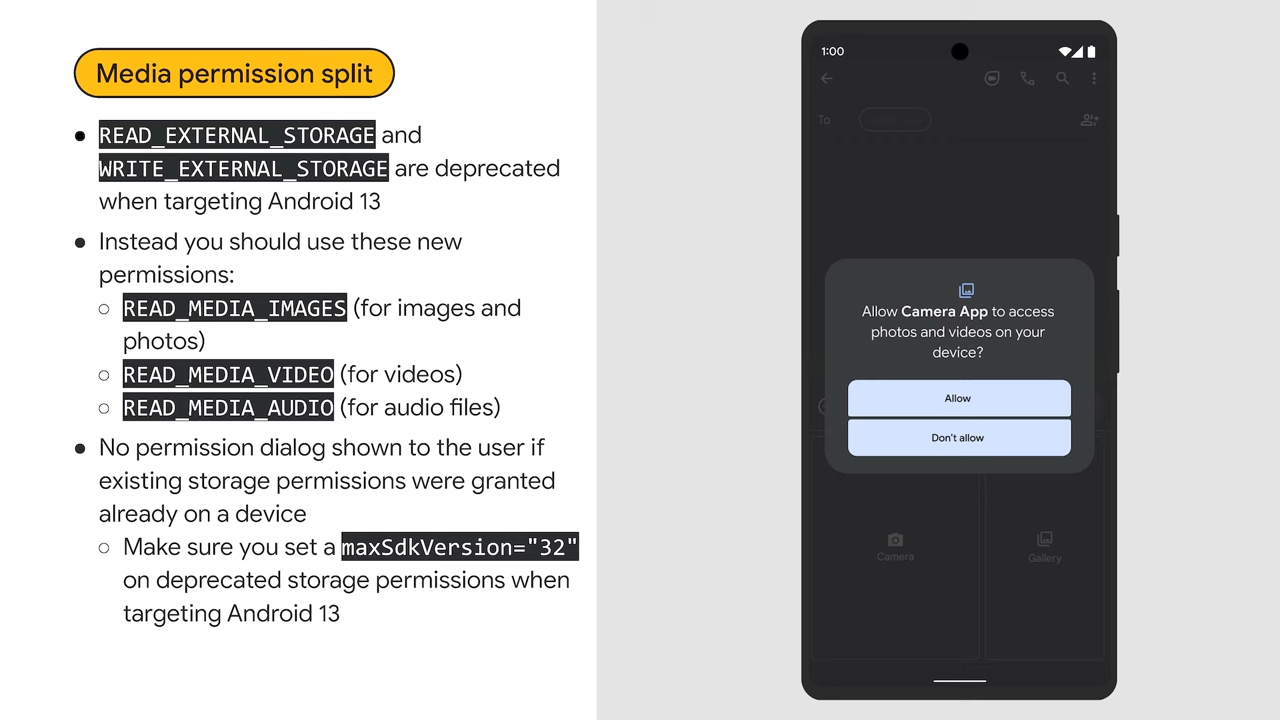 Media permission split
● READ_EXTERNAL_STORAGE and
WRITE_EXTERNAL_STORAGE are deprecated
when targeting Android 13
● Instead you should use these new
permissions:
○ READ_MEDIA_IMAGES (for images and
photos)
○ READ_MEDIA_VIDEO (for videos)
○ READ_MEDIA_AUDIO (for audio files)
● No permission dialog shown to the user if
existing storage permissions were granted
already on a device
○ Make sure you set a maxSdkVersion="32"
on deprecated storage permissions when
targeting Android 13
1:00
To
Allow Camera App to access
photos and videos on your
device?
Allow
Don't allow
Camera
Gallery